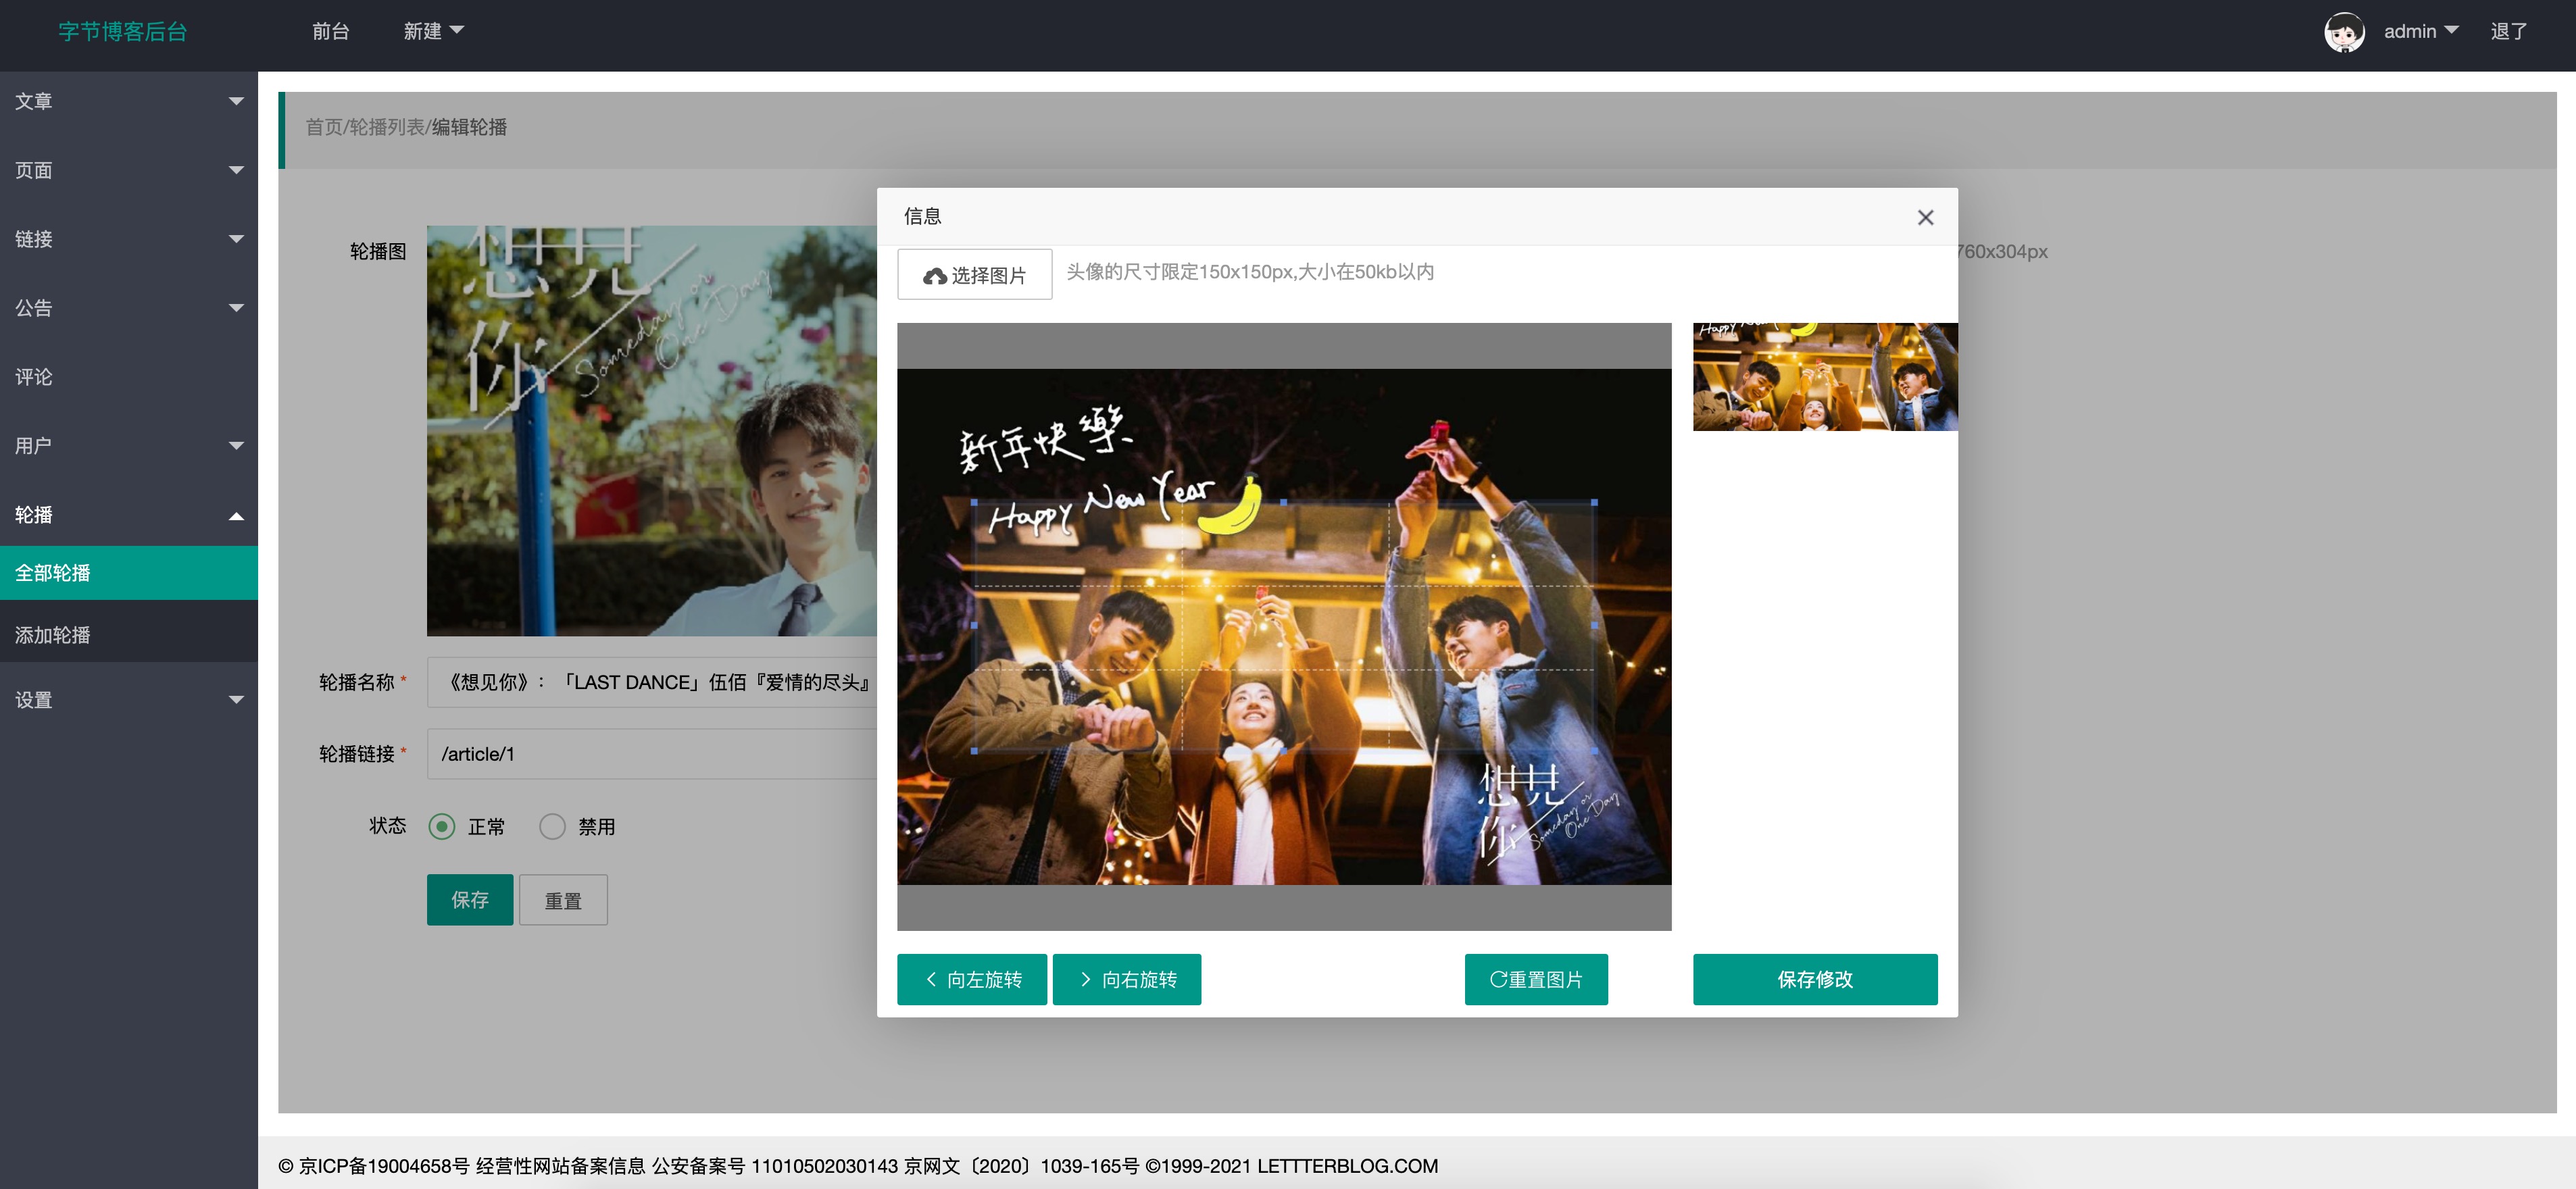 字节博客后台
前台
新建
admin
退了
文章
页面
链接
公告
评论
用户
轮播
全部轮播
添加轮播
设置
首页/轮播列表/编辑轮播
轮播图
想見
你
Someday or
One Day
760x304px
轮播名称 *
《想见你》：「LAST DANCE」伍佰『爱情的尽头』
轮播链接 *
/article/1
状态
正常
禁用
保存
重置
信息
选择图片
头像的尺寸限定150x150px,大小在50kb以内
新年快樂
Happy New Year
想見
你
Someday or
One Day
Happy New Y
向左旋转
向右旋转
重置图片
保存修改
© 京ICP备19004658号 经营性网站备案信息 公安备案号 11010502030143 京网文〔2020〕1039-165号 ©1999-2021 LETTTERBLOG.COM